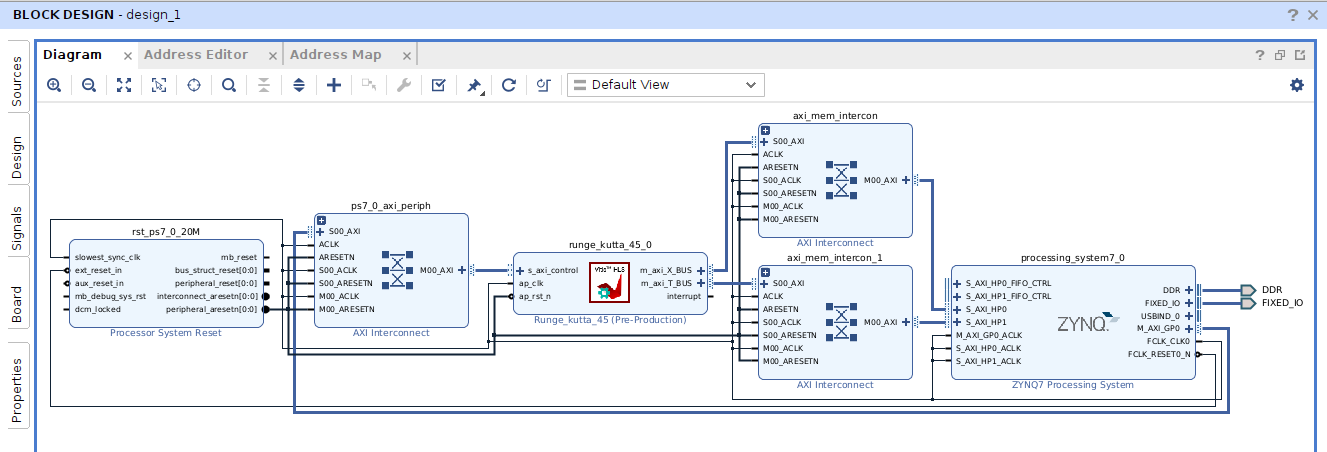 BLOCK DESIGN - design_1
Sources
Design
Signals
Board
Properties
Diagram
Address Editor
Address Map
Default View
rst_ps7_0_20M
slowest_sync_clk
ext_reset_in
aux_reset_in
mb_debug_sys_rst
dcm_locked
mb_reset
bus_struct_reset[0:0]
peripheral_reset[0:0]
interconnect_aresetn[0:0]
peripheral_aresetn[0:0]
Processor System Reset
ps7_0_axi_periph
S00_AXI
ACLK
ARESETN
S00_ACLK
S00_ARESETN
M00_ACLK
M00_ARESETN
M00_AXI
AXI Interconnect
runge_kutta_45_0
s_axi_control
ap_clk
ap_rst_n
Vitis™ HLS
m_axi_X_BUS
m_axi_T_BUS
interrupt
Runge_kutta_45 (Pre-Production)
axi_mem_intercon
S00_AXI
ACLK
ARESETN
S00_ACLK
S00_ARESETN
M00_ACLK
M00_ARESETN
M00_AXI
AXI Interconnect
axi_mem_intercon_1
S00_AXI
ACLK
ARESETN
S00_ACLK
S00_ARESETN
M00_ACLK
M00_ARESETN
M00_AXI
AXI Interconnect
processing_system7_0
S_AXI_HP0_FIFO_CTRL
S_AXI_HP1_FIFO_CTRL
S_AXI_HP0
S_AXI_HP1
M_AXI_GP0_ACLK
S_AXI_HP0_ACLK
S_AXI_HP1_ACLK
ZYNQ
DDR
FIXED_IO
USBIND_0
M_AXI_GP0
FCLK_CLK0
FCLK_RESET0_N
ZYNQ7 Processing System
DDR
FIXED_IO